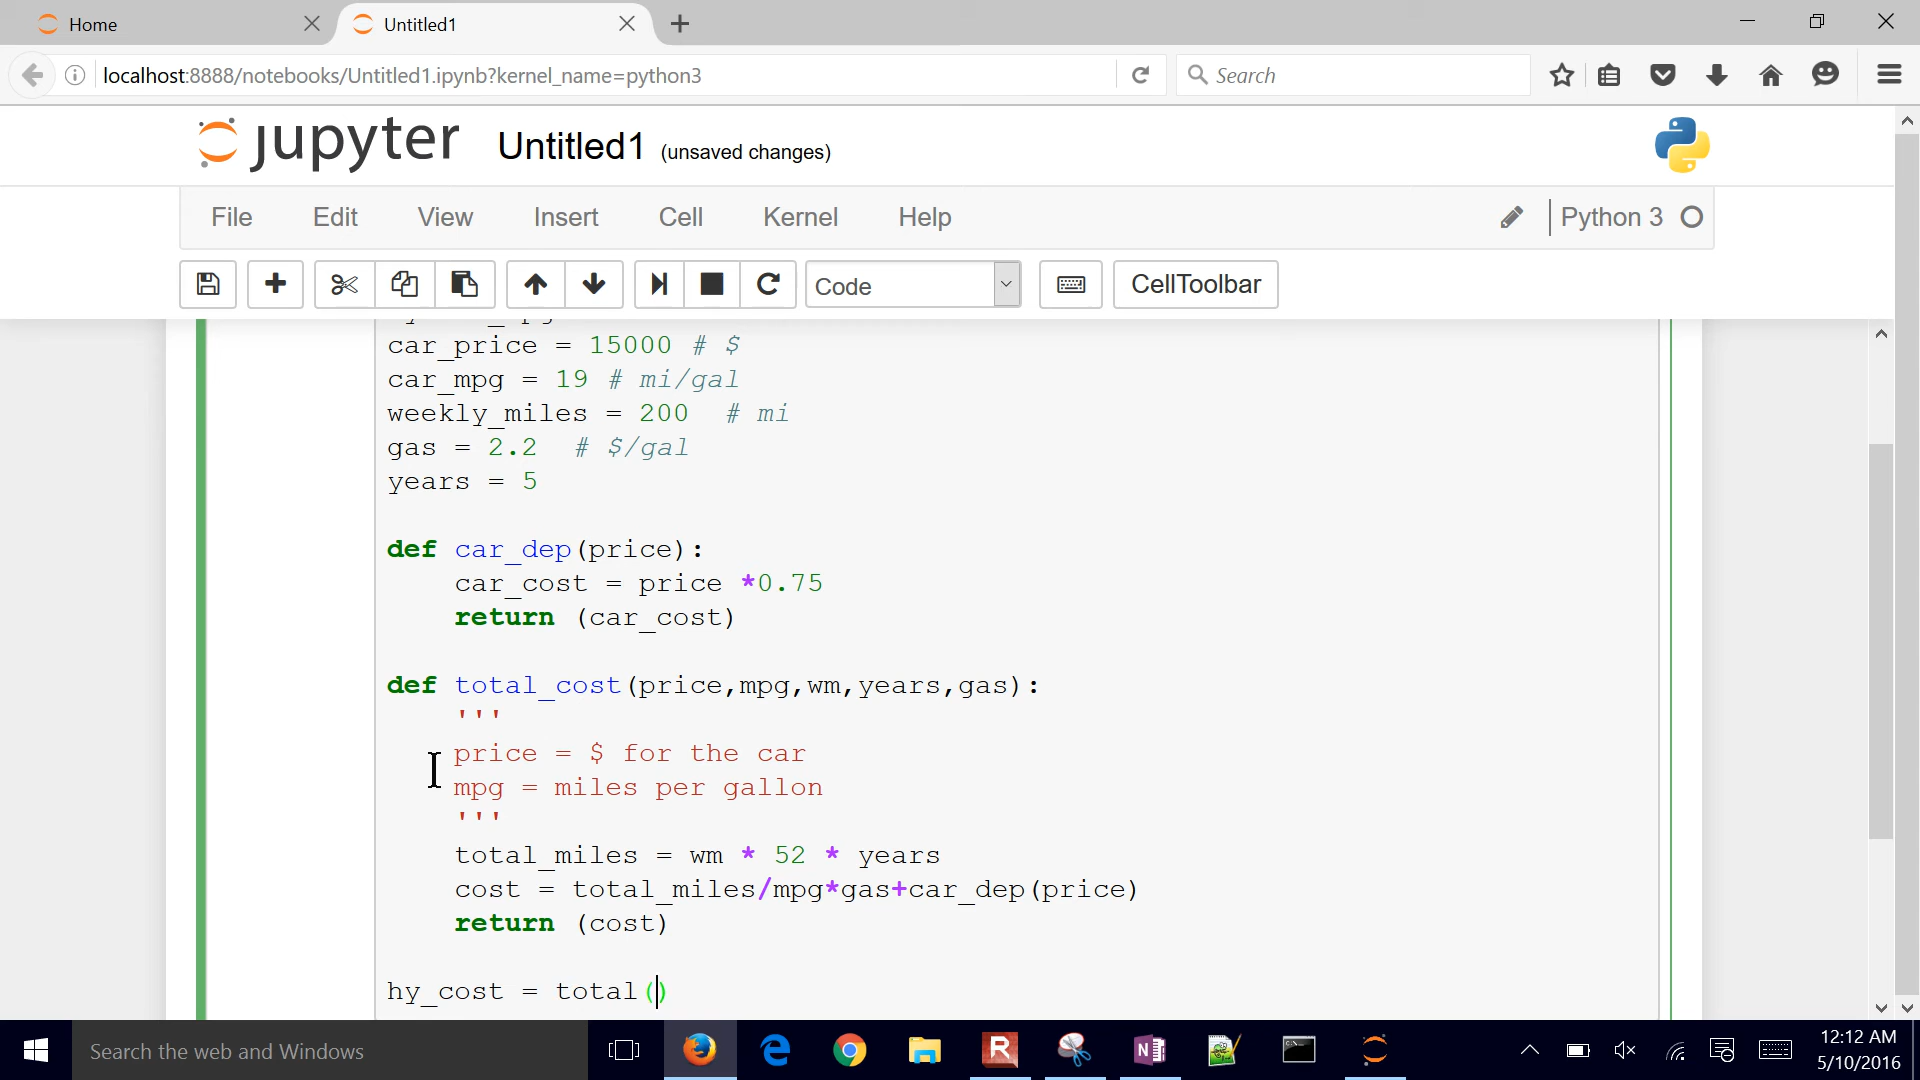 Home
Untitled1
localhost:8888/notebooks/Untitled1.ipynb?kernel_name=python3
Search
jupyter Untitled1 (unsaved changes)
File Edit View Insert Cell Kernel Help
Python 3
Code
CellToolbar
car_price = 15000 # $
car_mpg = 19 # mi/gal
weekly_miles = 200  # mi
gas = 2.2  # $/gal
years = 5
def car_dep(price):
    car_cost = price *0.75
    return (car_cost)
def total_cost(price,mpg,wm,years,gas):
    '''
    price = $ for the car
    mpg = miles per gallon
    '''
    total_miles = wm * 52 * years
    cost = total_miles/mpg*gas+car_dep(price)
    return (cost)
hy_cost = total()
Search the web and Windows
12:12 AM
5/10/2016